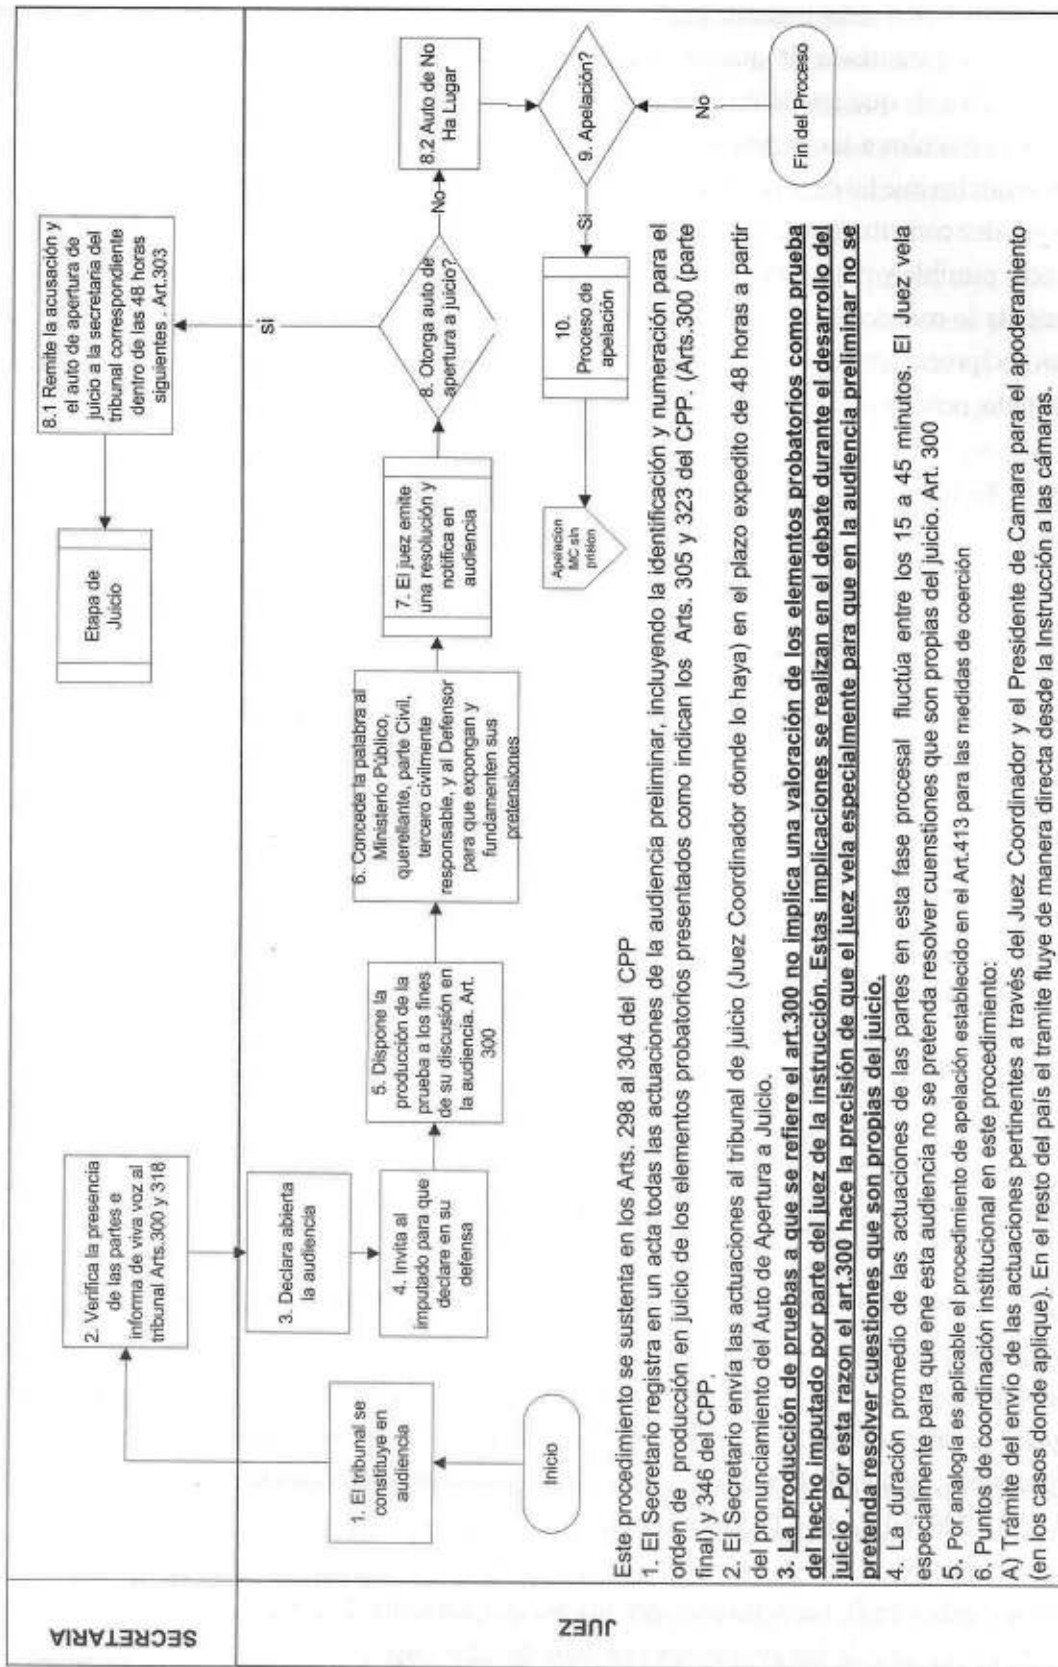 SECRETARIA
JUEZ
Inicio
1. El tribunal se
constituye en
audiencia
2. Verifica la presencia
de las partes e
informa de viva voz al
tribunal Arts.300 y 318
3. Declara abierta
la audiencia
4. Invita al
imputado para que
declare en su
defensa
5. Dispone la
producción de la
prueba a los fines
de su discusión en
la audiencia. Art.
300
6. Concede la palabra al
Ministerio Público,
querellante, parte Civil,
tercero civilmente
responsable, y al Defensor
para que expongan y
fundamenten sus
pretensiones
7. El juez emite
una resolución y
notifica en
audiencia
8. Otorga auto de
apertura a juicio?
Si
8.1 Remite la acusación y
el auto de apertura de
juicio a la secretaria del
tribunal correspondiente
dentro de las 48 horas
siguientes . Art.303
Etapa de
Juicio
No
8.2 Auto de No
Ha Lugar
9. Apelación?
Si
10.
Proceso de
apelación
Apelacion
MC sin
prision
No
Fin del Proceso
Este procedimiento se sustenta en los Arts. 298 al 304 del CPP
1. El Secretario registra en un acta todas las actuaciones de la audiencia preliminar, incluyendo la identificación y numeración para el
orden de producción en juicio de los elementos probatorios presentados como indican los Arts. 305 y 323 del CPP. (Arts.300 (parte
final) y 346 del CPP.
2. El Secretario envía las actuaciones al tribunal de juicio (Juez Coordinador donde lo haya) en el plazo expedito de 48 horas a partir
del pronunciamiento del Auto de Apertura a Juicio.
3. La producción de pruebas a que se refiere el art.300 no implica una valoración de los elementos probatorios como prueba
del hecho imputado por parte del juez de la instrucción. Estas implicaciones se realizan en el debate durante el desarrollo del
juicio . Por esta razon el art.300 hace la precisión de que el juez vela especialmente para que en la audiencia preliminar no se
pretenda resolver cuestiones que son propias del juicio.
4. La duración promedio de las actuaciones de las partes en esta fase procesal fluctúa entre los 15 a 45 minutos. El Juez vela
especialmente para que ene esta audiencia no se pretenda resolver cuenstiones que son propias del juicio. Art. 300
5. Por analogía es aplicable el procedimiento de apelación establecido en el Art.413 para las medidas de coerción
6. Puntos de coordinación institucional en este procedimiento:
A) Trámite del envío de las actuaciones pertinentes a través del Juez Coordinador y el Presidente de Camara para el apoderamiento
(en los casos donde aplique). En el resto del país el tramite fluye de manera directa desde la Instrucción a las cámaras.